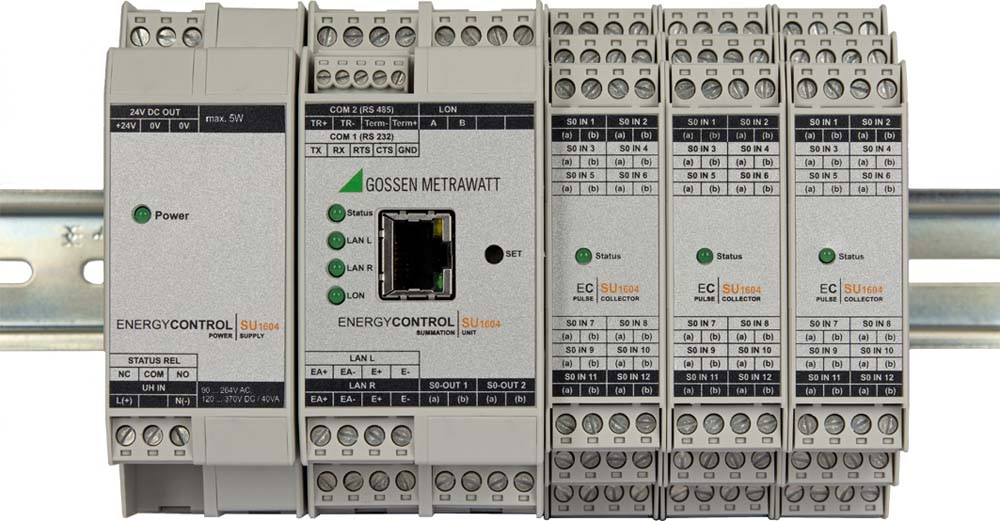 24V DC OUT
max. 5W
+24V 0V 0V
Power
ENERGYCONTROL SU1604
POWER SUPPLY
STATUS REL
NC COM NO
UH IN
L(+) N(-)
90 ... 264V AC
120 ... 370V DC / 40VA
COM 2 (RS 485) LON
TR+ TR- Term- Term+ A B
COM 1 (RS 232)
TX RX RTS CTS GND
GOSSEN METRAWATT
Status
LAN L
LAN R
LON
SET
ENERGYCONTROL SU1604
SUMMATION UNIT
LAN L
EA+ EA- E+ E-
LAN R S0-OUT 1 S0-OUT 2
EA+ EA- E+ E- (a) (b) (a) (b)
S0 IN 1 S0 IN 2
(a) (b) (a) (b)
S0 IN 3 S0 IN 4
(a) (b) (a) (b)
S0 IN 5 S0 IN 6
(a) (b) (a) (b)
Status
EC SU1604
PULSE COLLECTOR
S0 IN 7 S0 IN 8
(a) (b) (a) (b)
S0 IN 9 S0 IN 10
(a) (b) (a) (b)
S0 IN 11 S0 IN 12
(a) (b) (a) (b)
S0 IN 1 S0 IN 2
(a) (b) (a) (b)
S0 IN 3 S0 IN 4
(a) (b) (a) (b)
S0 IN 5 S0 IN 6
(a) (b) (a) (b)
Status
EC SU1604
PULSE COLLECTOR
S0 IN 7 S0 IN 8
(a) (b) (a) (b)
S0 IN 9 S0 IN 10
(a) (b) (a) (b)
S0 IN 11 S0 IN 12
(a) (b) (a) (b)
S0 IN 1 S0 IN 2
(a) (b) (a) (b)
S0 IN 3 S0 IN 4
(a) (b) (a) (b)
S0 IN 5 S0 IN 6
(a) (b) (a) (b)
Status
EC SU1604
PULSE COLLECTOR
S0 IN 7 S0 IN 8
(a) (b) (a) (b)
S0 IN 9 S0 IN 10
(a) (b) (a) (b)
S0 IN 11 S0 IN 12
(a) (b) (a) (b)